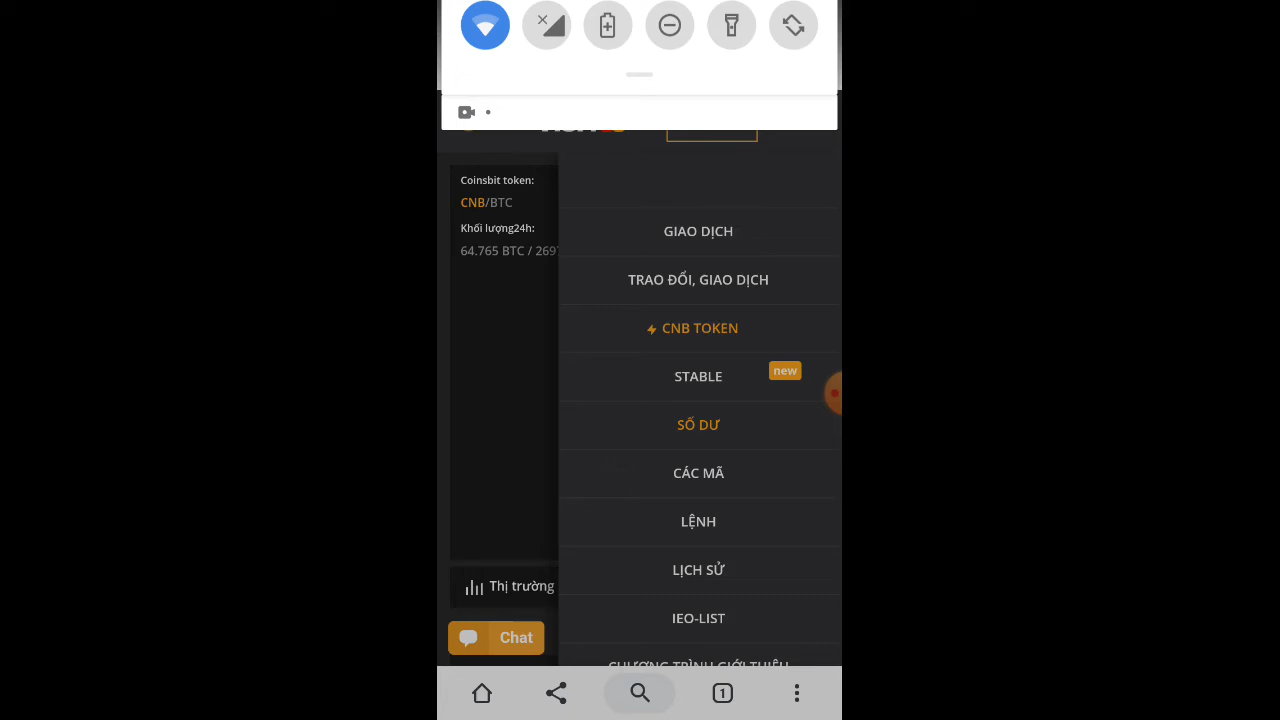 Coinsbit token:
CNB/BTC
Khối lượng24h:
64.765 BTC / 269
GIAO DỊCH
TRAO ĐỔI, GIAO DỊCH
CNB TOKEN
STABLE
new
SỐ DƯ
CÁC MÃ
LỆNH
LỊCH SỬ
IEO-LIST
CHƯƠNG TRÌNH GIỚI THIỆU
Thị trường
Chat
1